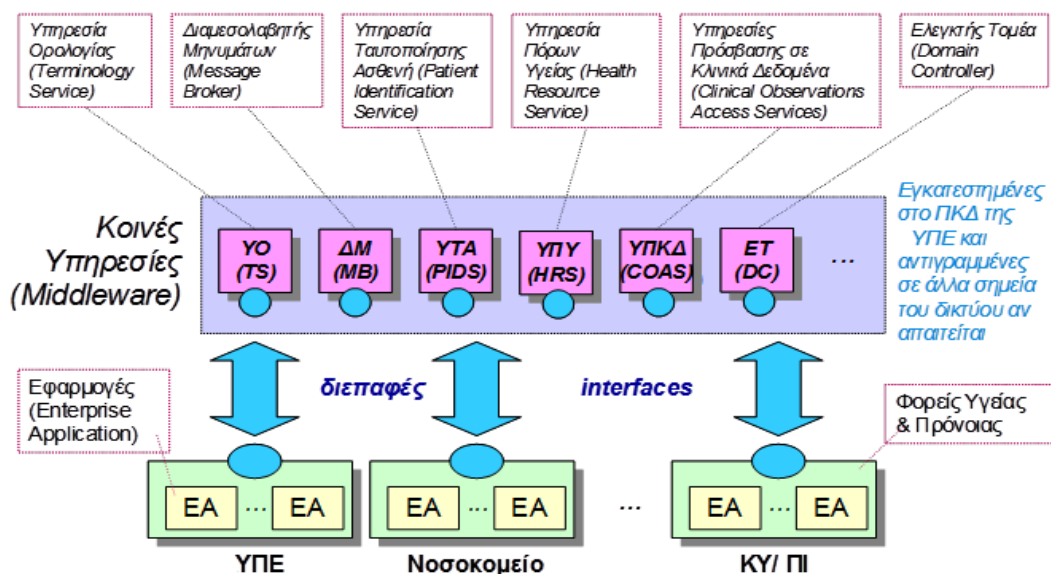 Υπηρεσία
Ορολογίας
(Terminology
Service)
Διαμεσολαβητής
Μηνυμάτων
(Message
Broker)
Υπηρεσία
Ταυτοποίησης
Ασθενή (Patient
Identification
Service)
Υπηρεσία
Πόρων
Υγείας (Health
Resource
Service)
Υπηρεσίες
Πρόσβασης σε
Κλινικά Δεδομένα
(Clinical Observations
Access Services)
Ελεγκτής Τομέα
(Domain
Controller)
Κοινές
Υπηρεσίες
(Middleware)
ΥΟ
(TS)
ΔΜ
(MB)
ΥΤΑ
(PIDS)
ΥΠΥ
(HRS)
ΥΠΚΔ
(COAS)
ΕΤ
(DC)
...
Εγκατεστημένες
στο ΠΚΔ της
ΥΠΕ και
αντιγραμμένες
σε άλλα σημεία
του δικτύου αν
απαιτείται
Εφαρμογές
(Enterprise
Application)
διεπαφές
interfaces
Φορείς Υγείας
& Πρόνοιας
EA ... EA
EA ... EA
...
EA ... EA
ΥΠΕ
Νοσοκομείο
ΚΥ/ ΠΙ